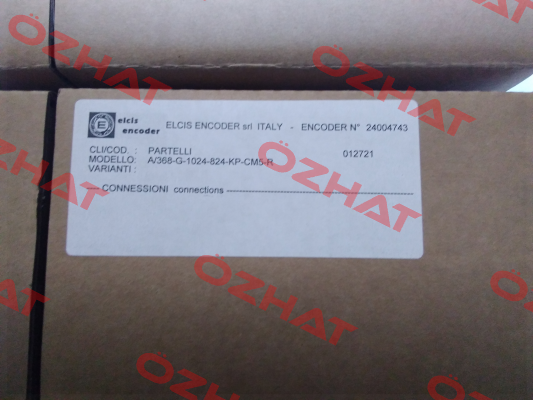 elcis
encoder
ELCIS ENCODER srl ITALY - ENCODER N° 24004743
CLI/COD. : PARTELLI 012721
MODELLO: A/368-G-1024-824-KP-CM5-R
VARIANTI :
---- CONNESSIONI connections ----
ÖZHAT
ÖZHAT
ÖZHAT
ÖZHAT
ÖZHAT